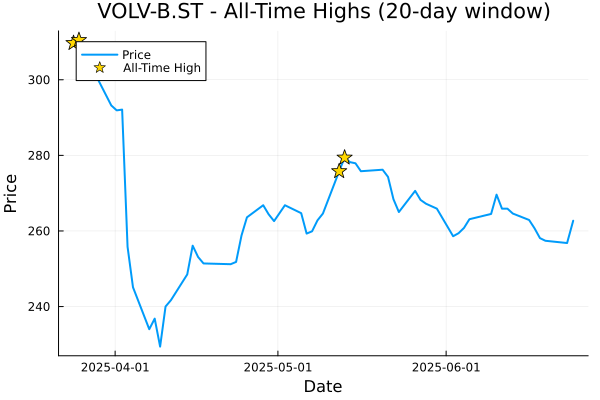 VOLV-B.ST - All-Time Highs (20-day window)
Price
All-Time High
300
280
260
240
Price
2025-04-01
2025-05-01
2025-06-01
Date